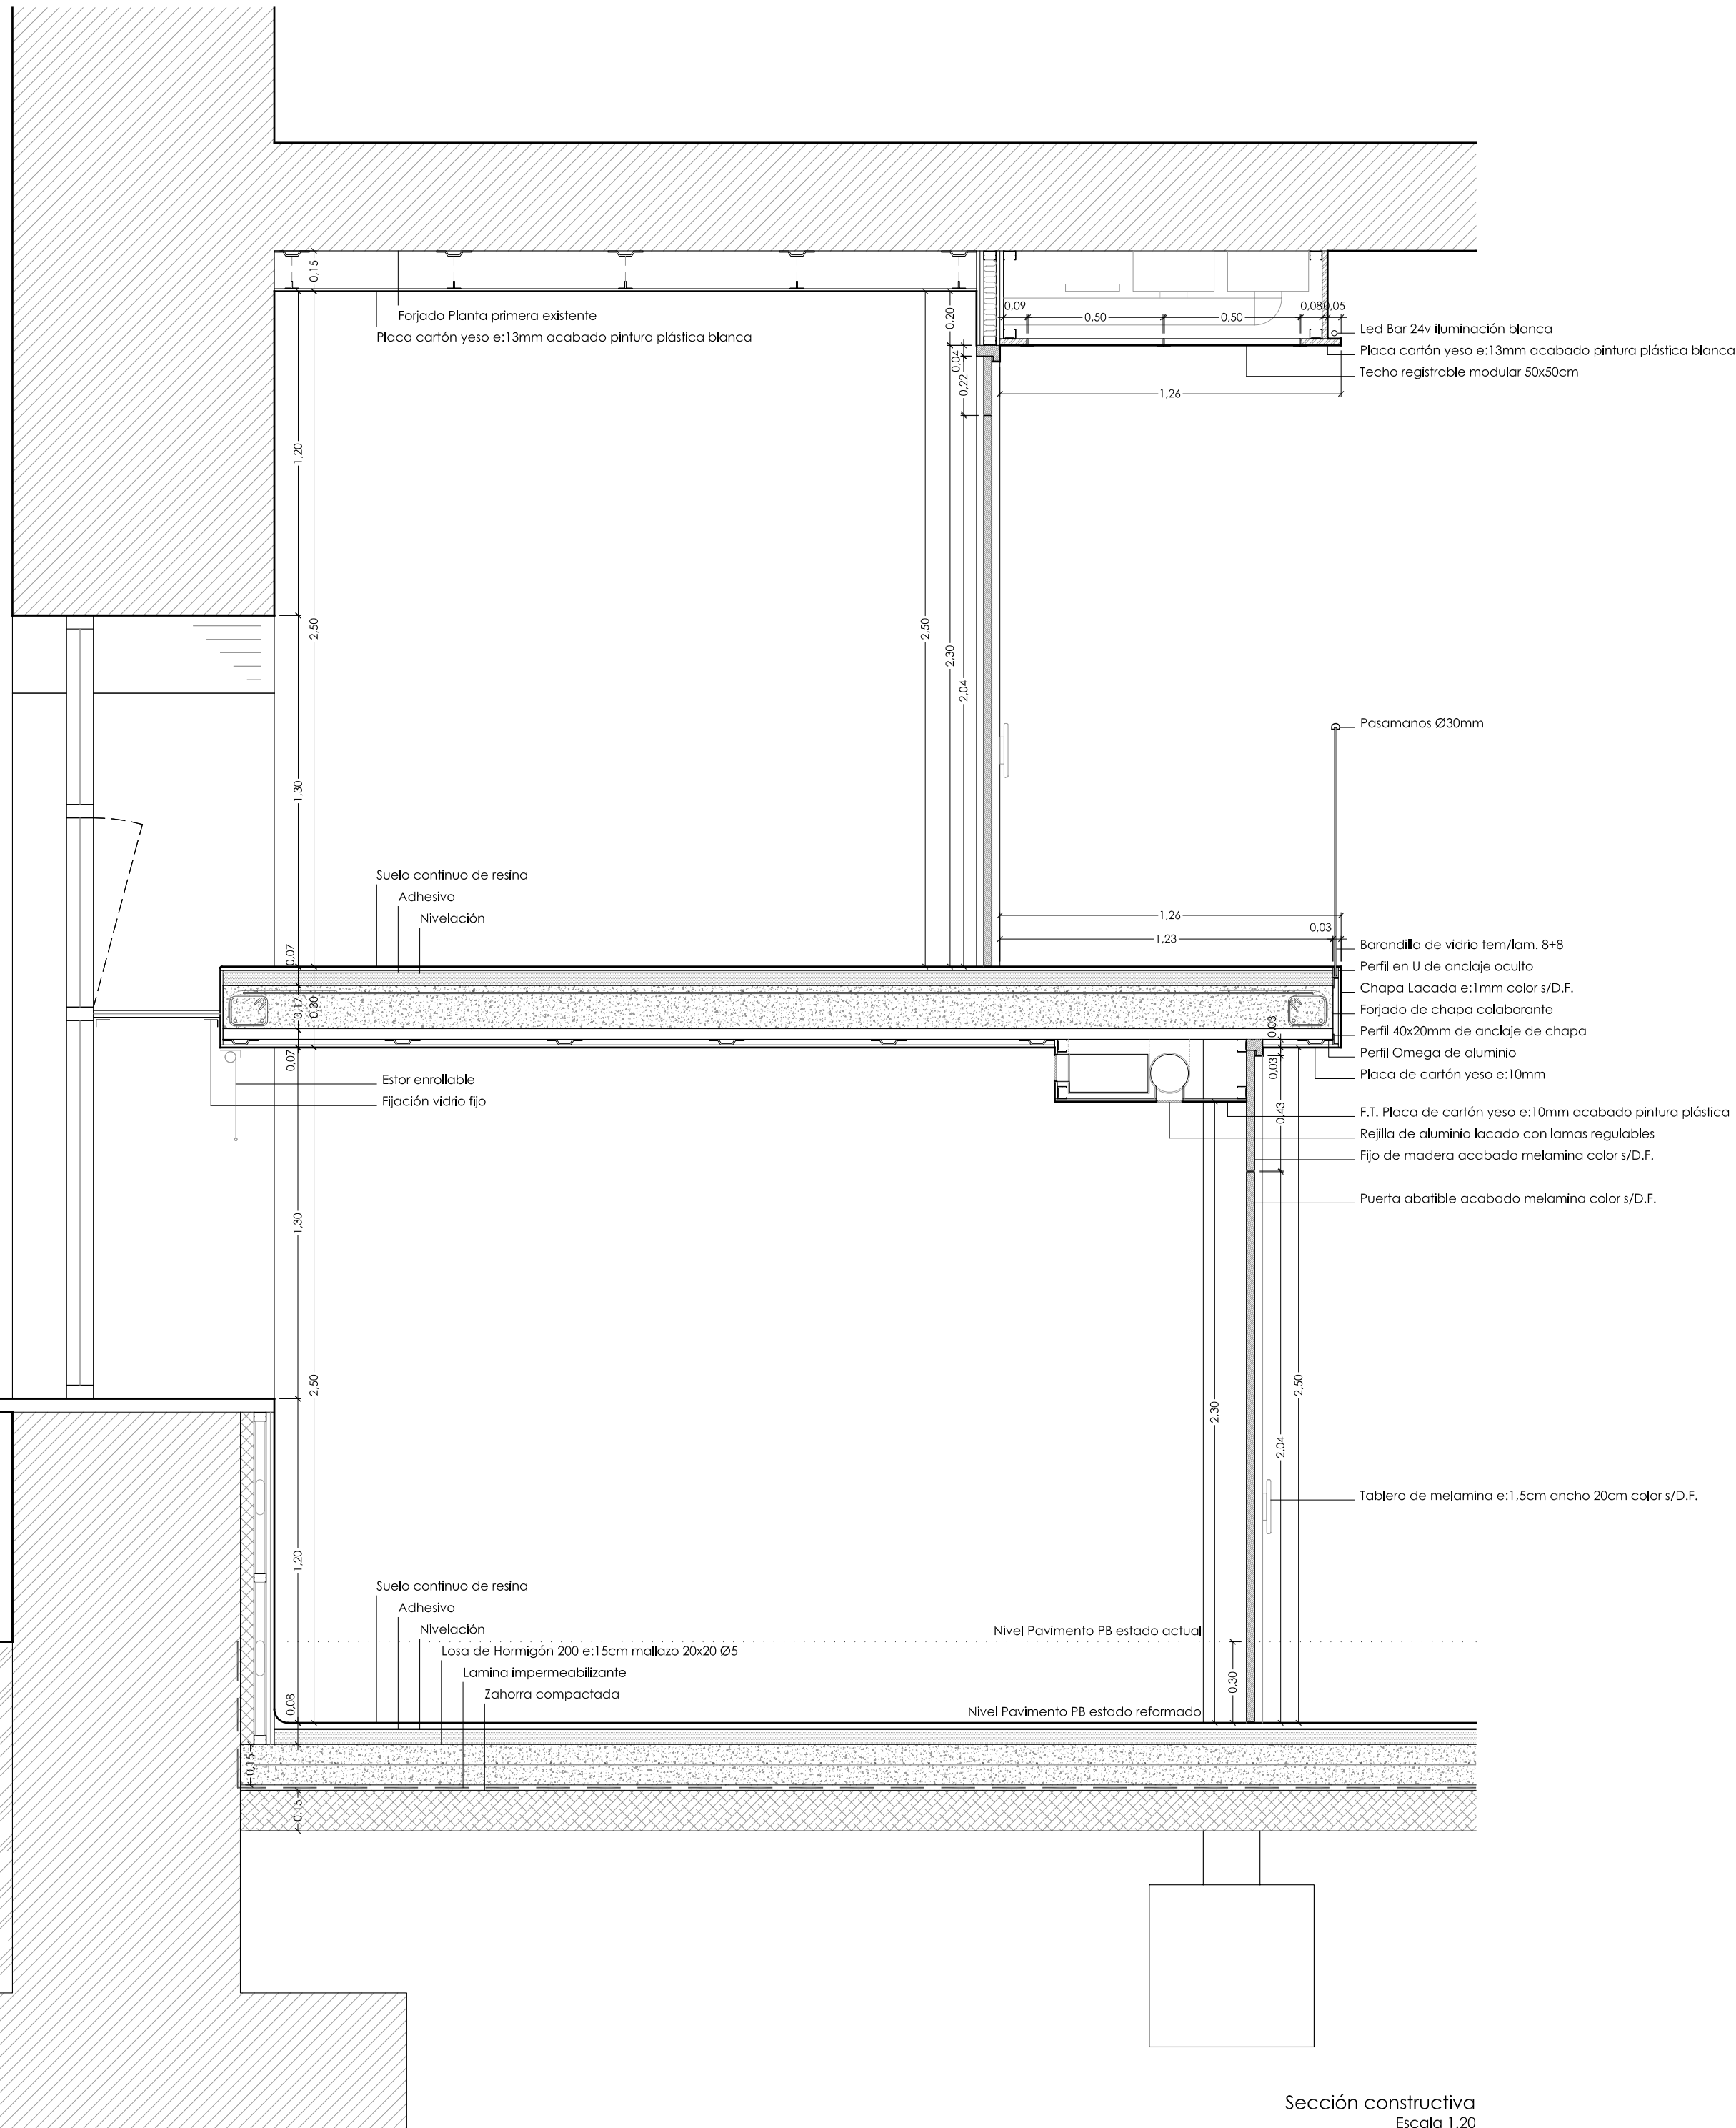 0,15
Forjado Planta primera existente
Placa cartón yeso e:13mm acabado pintura plástica blanca
0,09
0,50
0,50
0,08
0,05
0,20
0,04
0,22
Led Bar 24v iluminación blanca
Placa cartón yeso e:13mm acabado pintura plástica blanca
Techo registrable modular 50x50cm
1,26
1,20
2,50
2,50
2,30
2,04
1,30
Pasamanos Ø30mm
Suelo continuo de resina
Adhesivo
Nivelación
1,26
1,23
0,03
0,07
0,17
0,30
0,07
Barandilla de vidrio tem/lam. 8+8
Perfil en U de anclaje oculto
Chapa Lacada e:1mm color s/D.F.
Forjado de chapa colaborante
Perfil 40x20mm de anclaje de chapa
Perfil Omega de aluminio
Placa de cartón yeso e:10mm
0,03
0,03
0,43
Estor enrollable
Fijación vidrio fijo
F.T. Placa de cartón yeso e:10mm acabado pintura plástica
Rejilla de aluminio lacado con lamas regulables
Fijo de madera acabado melamina color s/D.F.
Puerta abatible acabado melamina color s/D.F.
1,30
2,50
2,30
2,50
2,04
Tablero de melamina e:1,5cm ancho 20cm color s/D.F.
1,20
Suelo continuo de resina
Adhesivo
Nivelación
Losa de Hormigón 200 e:15cm mallazo 20x20 Ø5
Lamina impermeabilizante
Zahorra compactada
Nivel Pavimento PB estado actual
0,30
Nivel Pavimento PB estado reformado
0,08
0,15
0,15
Sección constructiva
Escala 1.20